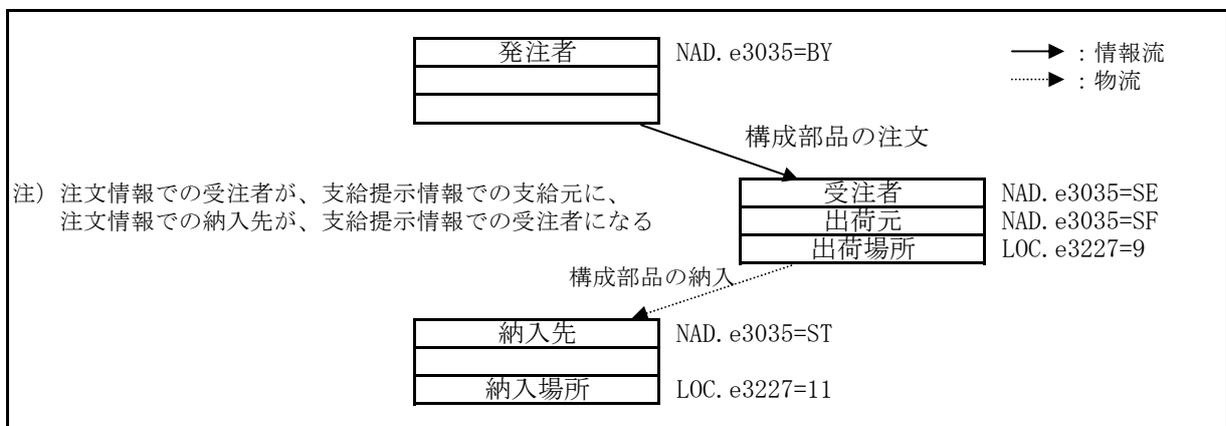 発注者 NAD.e3035=BY
：情報流
：物流
構成部品の注文
注) 注文情報での受注者が、支給提示情報での支給元に、
注文情報での納入先が、支給提示情報での受注者になる
受注者 NAD.e3035=SE
出荷元 NAD.e3035=SF
出荷場所 LOC.e3227=9
構成部品の納入
納入先 NAD.e3035=ST
納入場所 LOC.e3227=11